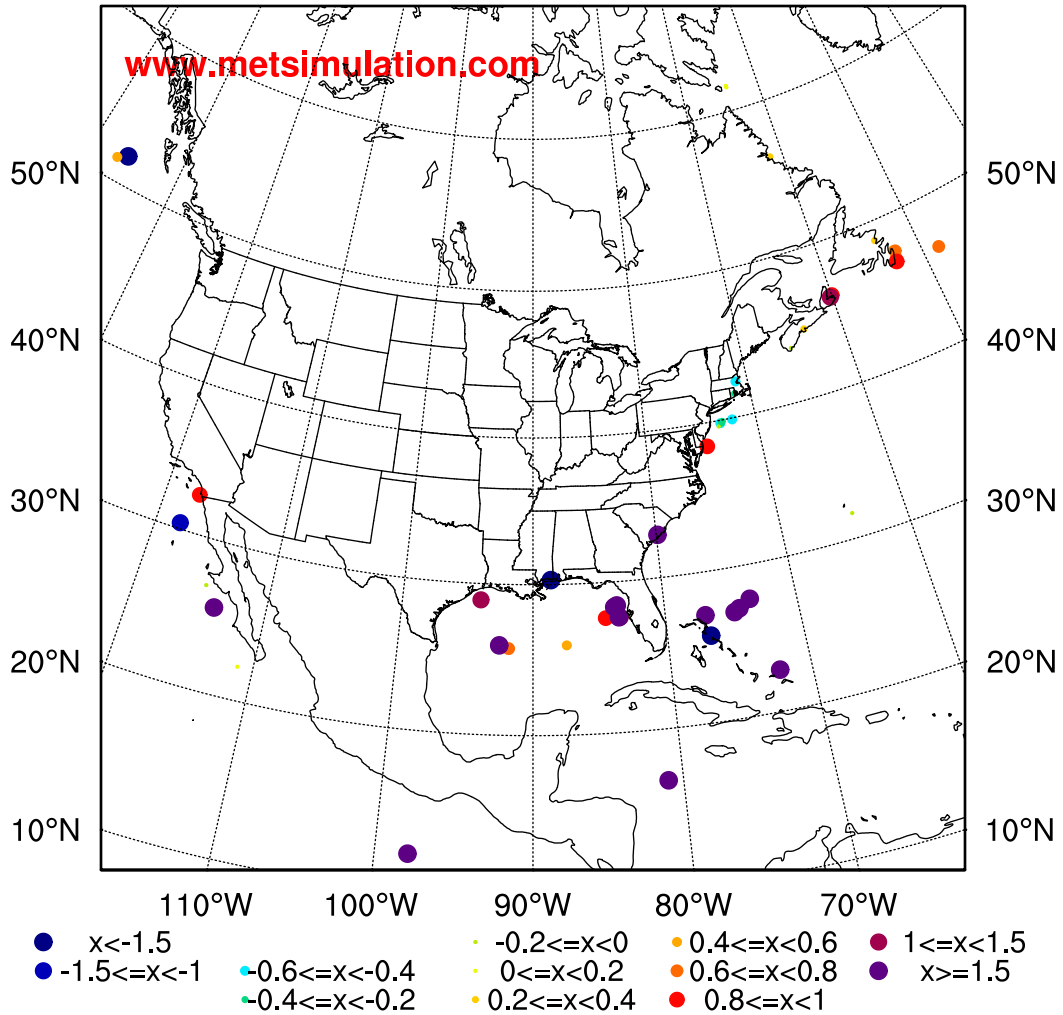 www.metsimulation.com
50°N 50°N
40°N 40°N
30°N 30°N
20°N 20°N
10°N 10°N
110°W 100°W 90°W 80°W 70°W
x<-1.5 -0.2<=x<0 0.4<=x<0.6 1<=x<1.5
-1.5<=x<-1 -0.6<=x<-0.4 0<=x<0.2 0.6<=x<0.8 x>=1.5
-0.4<=x<-0.2 0.2<=x<0.4 0.8<=x<1